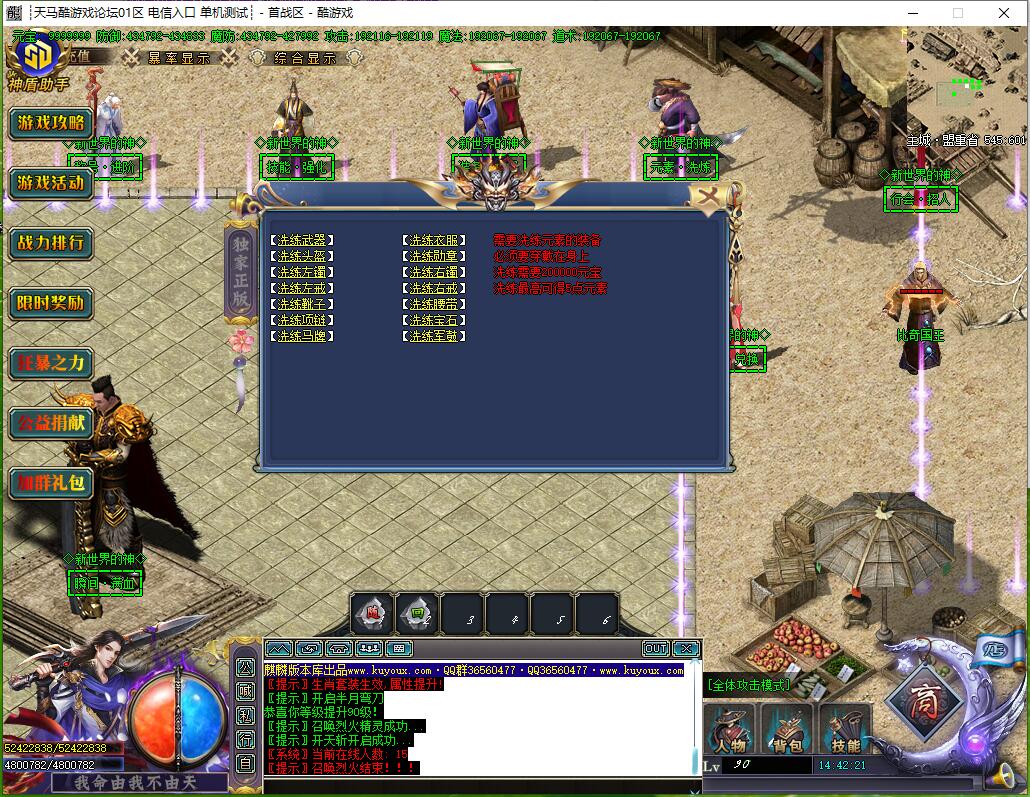 天马酷游戏论坛01区 电信入口 单机测试 - 首战区 - 酷游戏
元宝: 9999999 防御:434792-434833 魔防:434792-427992 攻击:192116-192119 魔法:192067-192067 道术:192067-192067
充值 暴率显示 综合显示
神盾助手
游戏攻略
游戏活动
战力排行
限时奖励
狂暴之力
公益捐献
加群礼包
◇新世界的神◇ ◇新世界的神◇ ◇新世界的神◇ ◇新世界的神◇
技能·强化 元素·洗炼
主城:盟重省 545:601
◇新世界的神◇
行会·招人
比奇国王
独家正版
【洗练武器】 【洗练衣服】 需要洗练元素的装备
【洗练头盔】 【洗练勋章】 必须要穿戴在身上
【洗练左镯】 【洗练右镯】 洗练需要200000元宝
【洗练左戒】 【洗练右戒】 洗练最高可得5点元素
【洗练靴子】 【洗练腰带】
【洗练项链】 【洗练宝石】
【洗练马牌】 【洗练军鼓】
兑换
◇新世界的神◇
瞬间·满血
随 1 回 2 3 4 5 6
OUT
麒麟版本库出品www.kuyoux.com·QQ群36560477·QQ36560477·www.kuyoux.com
〖提示〗生肖套装生效,属性提升!
〖提示〗开启半月弯刀
恭喜你等级提升90级!
〖提示〗召唤烈火精灵成功...
〖提示〗开天斩开启成功...
〖系统〗当前在线人数: 15
〖提示〗召唤烈火结束!!!
公
喊
私
行
自
52422838/52422838
4800782/4800782
我命由我不由天
[全体攻击模式]
人物 背包 技能
商
Lv 90 14:42:21